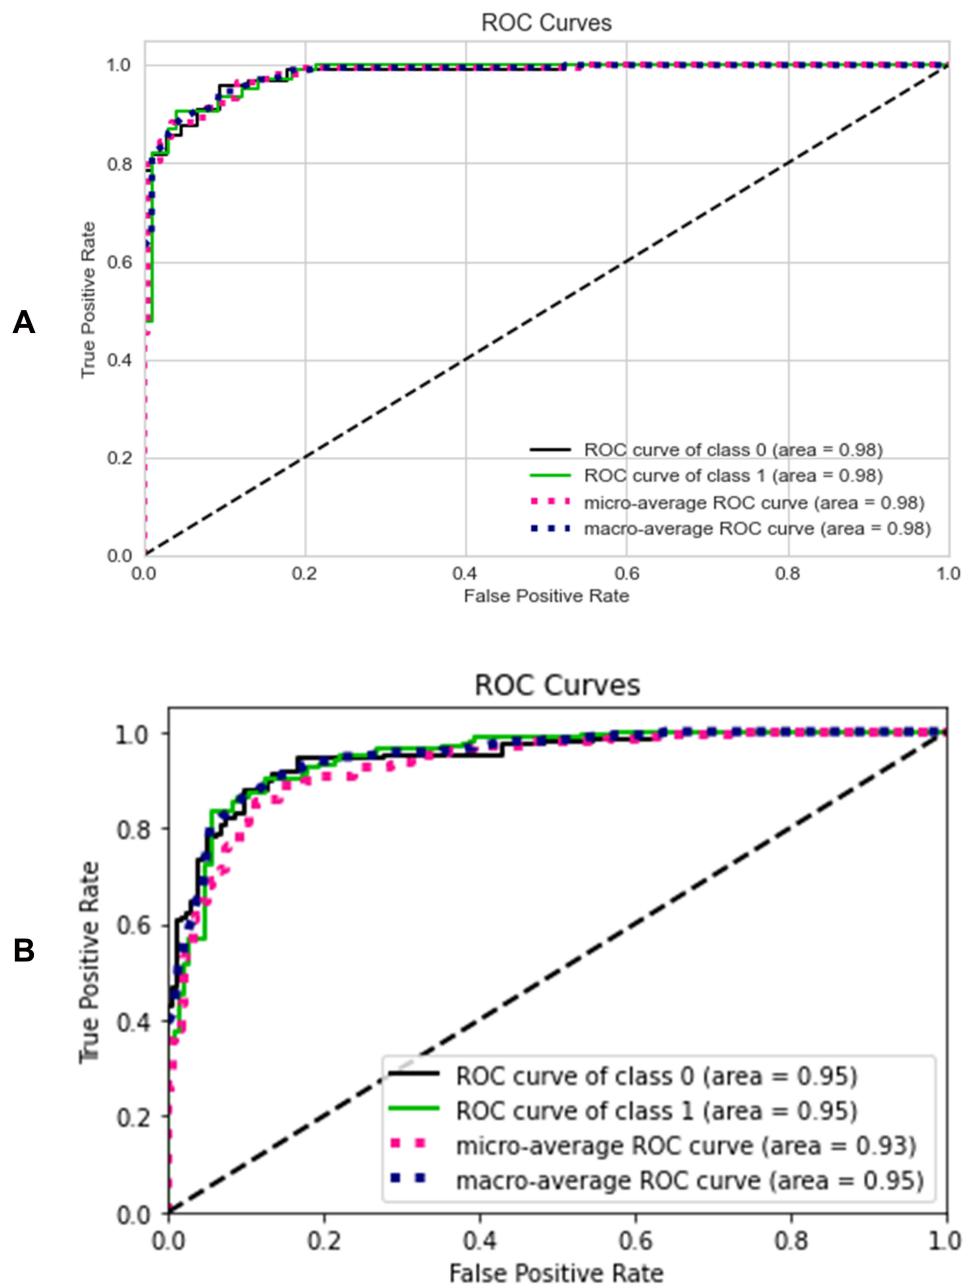 ROC Curves
1.0
0.8
0.6
0.4
0.2
0.0
True Positive Rate
A
ROC curve of class 0 (area = 0.98)
ROC curve of class 1 (area = 0.98)
micro-average ROC curve (area = 0.98)
macro-average ROC curve (area = 0.98)
0.0 0.2 0.4 0.6 0.8 1.0
False Positive Rate
ROC Curves
1.0
0.8
0.6
0.4
0.2
0.0
True Positive Rate
B
ROC curve of class 0 (area = 0.95)
ROC curve of class 1 (area = 0.95)
micro-average ROC curve (area = 0.93)
macro-average ROC curve (area = 0.95)
0.0 0.2 0.4 0.6 0.8 1.0
False Positive Rate